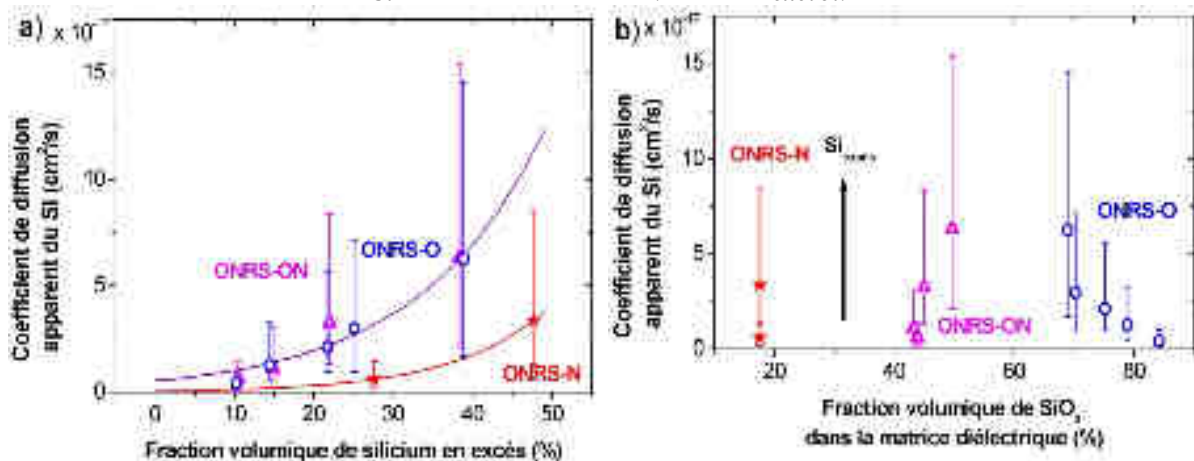 a) x 10
15
10
5
0
0 10 20 30 40 50
Coefficient de diffusion
apparent du Si (cm²/s)
ONRS-ON
ONRS-O
ONRS-N
Fraction volumique de silicium en excès (%)
b) x 10
15
10
5
0
20 40 60 80
Coefficient de diffusion
apparent du Si (cm²/s)
ONRS-N
Si
ONRS-O
ONRS-ON
Fraction volumique de SiO₂
dans la matrice diélectrique (%)